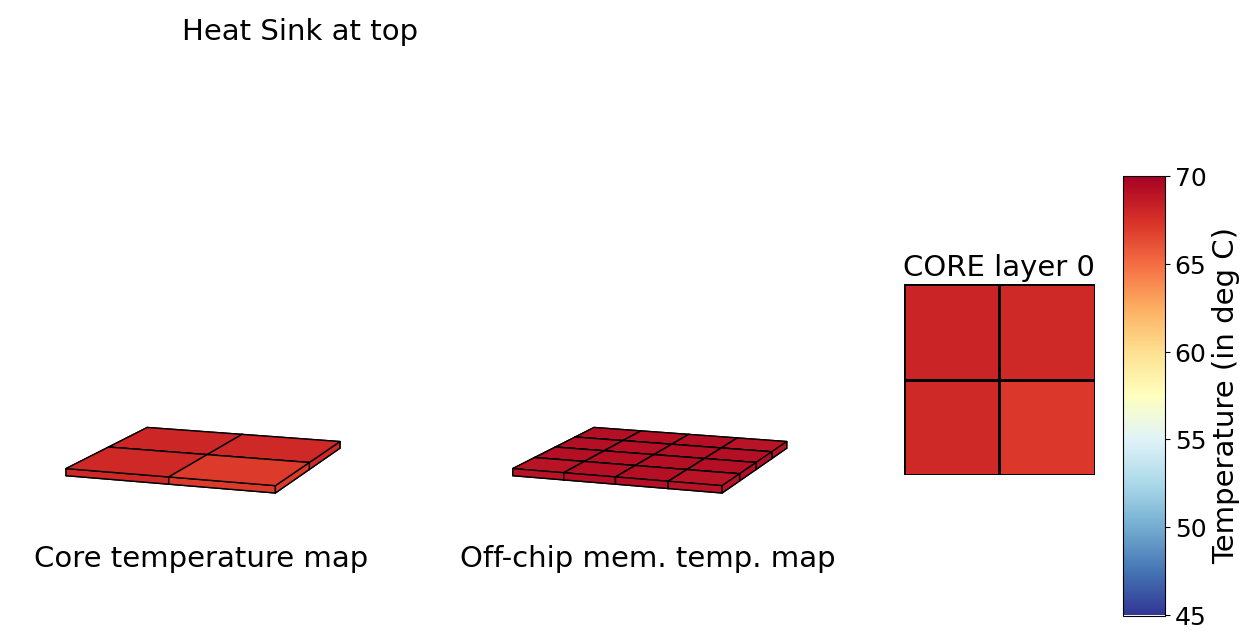 Heat Sink at top
Core temperature map
Off-chip mem. temp. map
CORE layer 0
70
65
60
55
50
45
Temperature (in deg C)